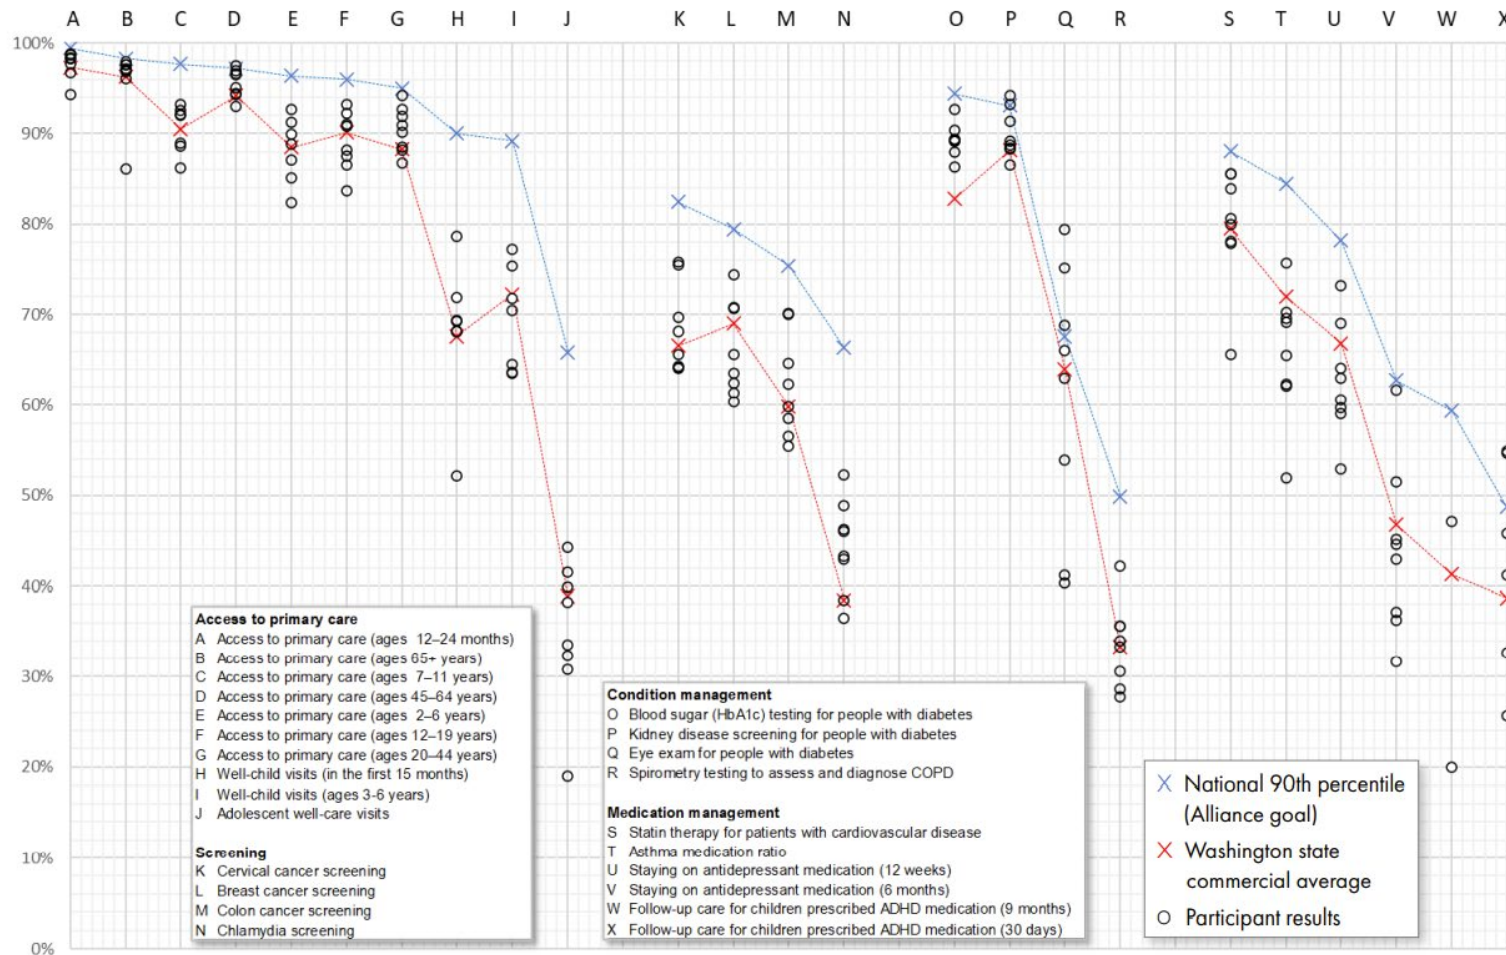 A B C D E F G H I J K L M N O P Q R S T U V W X
100%
90%
80%
70%
60%
50%
40%
30%
20%
10%
0%
Access to primary care
A Access to primary care (ages 12–24 months)
B Access to primary care (ages 65+ years)
C Access to primary care (ages 7–11 years)
D Access to primary care (ages 45–64 years)
E Access to primary care (ages 2–6 years)
F Access to primary care (ages 12–19 years)
G Access to primary care (ages 20–44 years)
H Well-child visits (in the first 15 months)
I Well-child visits (ages 3-6 years)
J Adolescent well-care visits
Screening
K Cervical cancer screening
L Breast cancer screening
M Colon cancer screening
N Chlamydia screening
Condition management
O Blood sugar (HbA1c) testing for people with diabetes
P Kidney disease screening for people with diabetes
Q Eye exam for people with diabetes
R Spirometry testing to assess and diagnose COPD
Medication management
S Statin therapy for patients with cardiovascular disease
T Asthma medication ratio
U Staying on antidepressant medication (12 weeks)
V Staying on antidepressant medication (6 months)
W Follow-up care for children prescribed ADHD medication (9 months)
X Follow-up care for children prescribed ADHD medication (30 days)
National 90th percentile
(Alliance goal)
Washington state
commercial average
Participant results